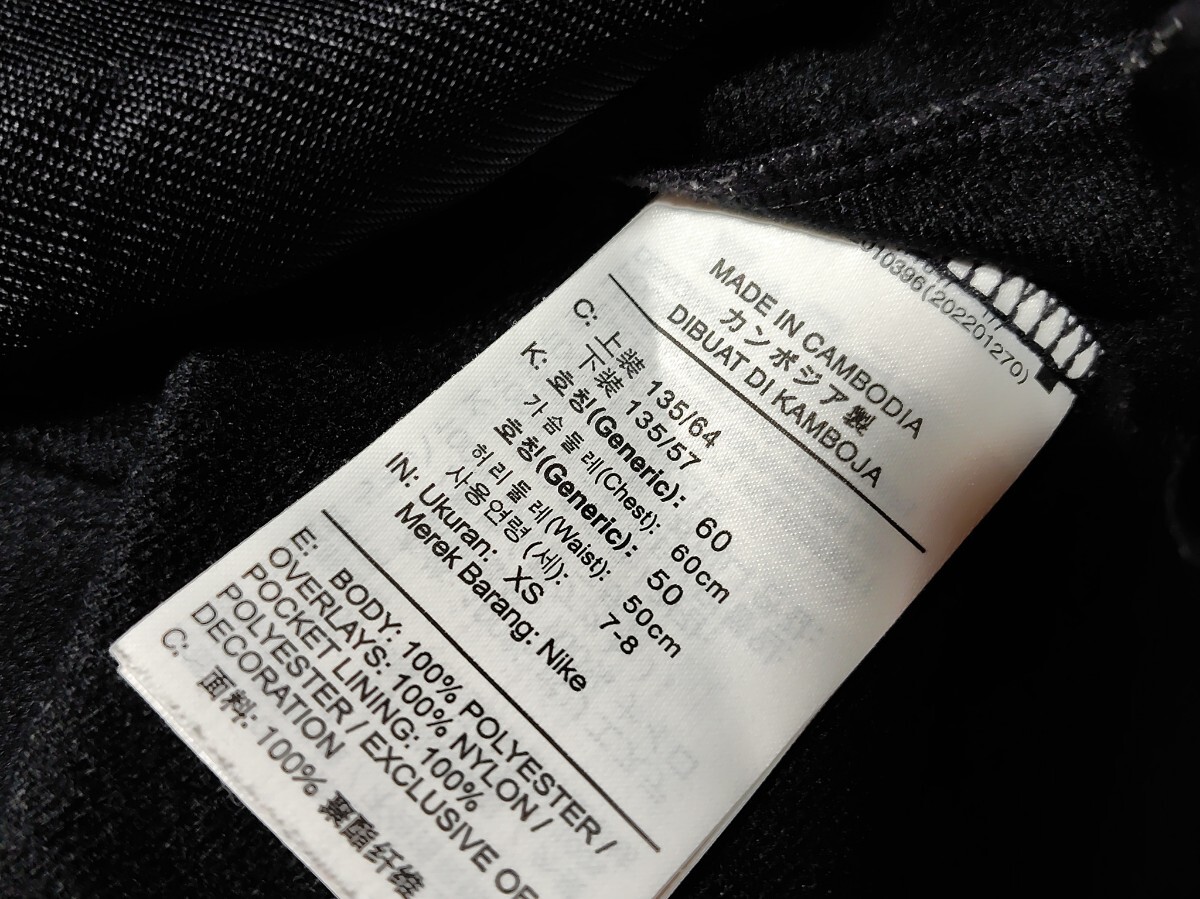 010396(202201270)
MADE IN CAMBODIA
カンボジア製
DIBUAT DI KAMBOJA
C: 上装 135/64
下装 135/57
K: 호칭(Generic): 60
가슴둘레(Chest): 60cm
호칭(Generic): 50
허리둘레(Waist): 50cm
사용연령 (세): 7-8
IN: Ukuran: XS
Merek Barang: Nike
E: BODY: 100% POLYESTER /
OVERLAYS: 100% NYLON /
POCKET LINING: 100%
POLYESTER / EXCLUSIVE OF
DECORATION
C: 面料: 100% 聚酯纤维